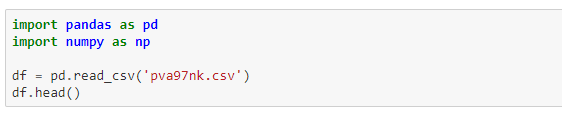 import pandas as pd
import numpy as np
df = pd.read_csv('pva97nk.csv')
df.head()